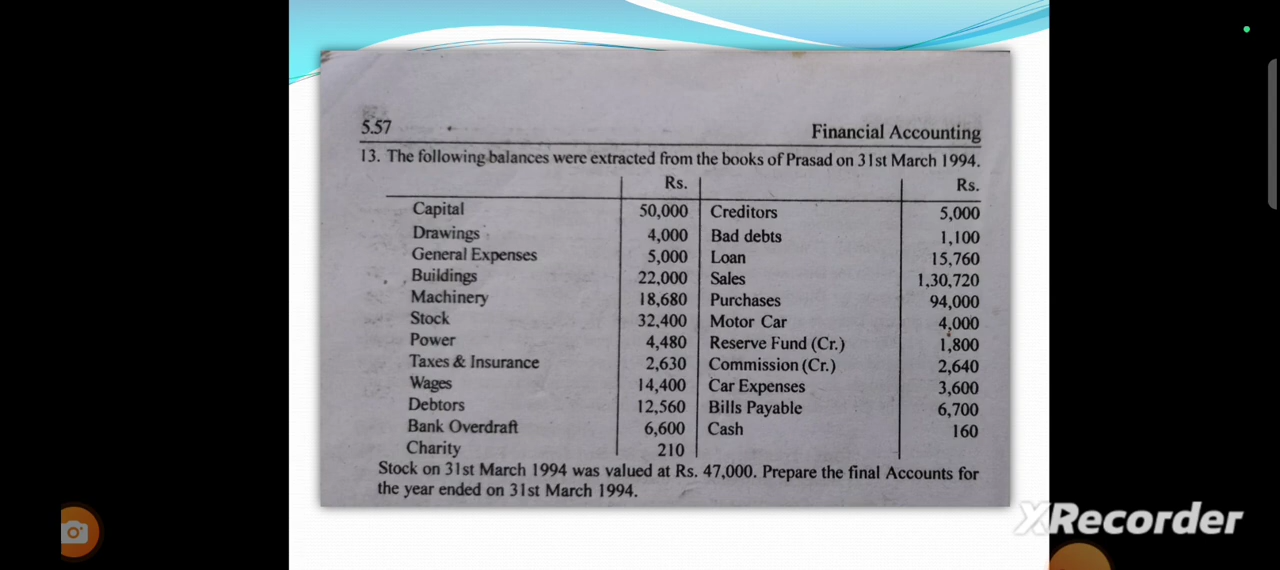 5.57 Financial Accounting
13. The following balances were extracted from the books of Prasad on 31st March 1994.
Rs. Rs.
Capital 50,000 Creditors 5,000
Drawings 4,000 Bad debts 1,100
General Expenses 5,000 Loan 15,760
Buildings 22,000 Sales 1,30,720
Machinery 18,680 Purchases 94,000
Stock 32,400 Motor Car 4,000
Power 4,480 Reserve Fund (Cr.) 1,800
Taxes & Insurance 2,630 Commission (Cr.) 2,640
Wages 14,400 Car Expenses 3,600
Debtors 12,560 Bills Payable 6,700
Bank Overdraft 6,600 Cash 160
Charity 210
Stock on 31st March 1994 was valued at Rs. 47,000. Prepare the final Accounts for
the year ended on 31st March 1994.
XRecorder